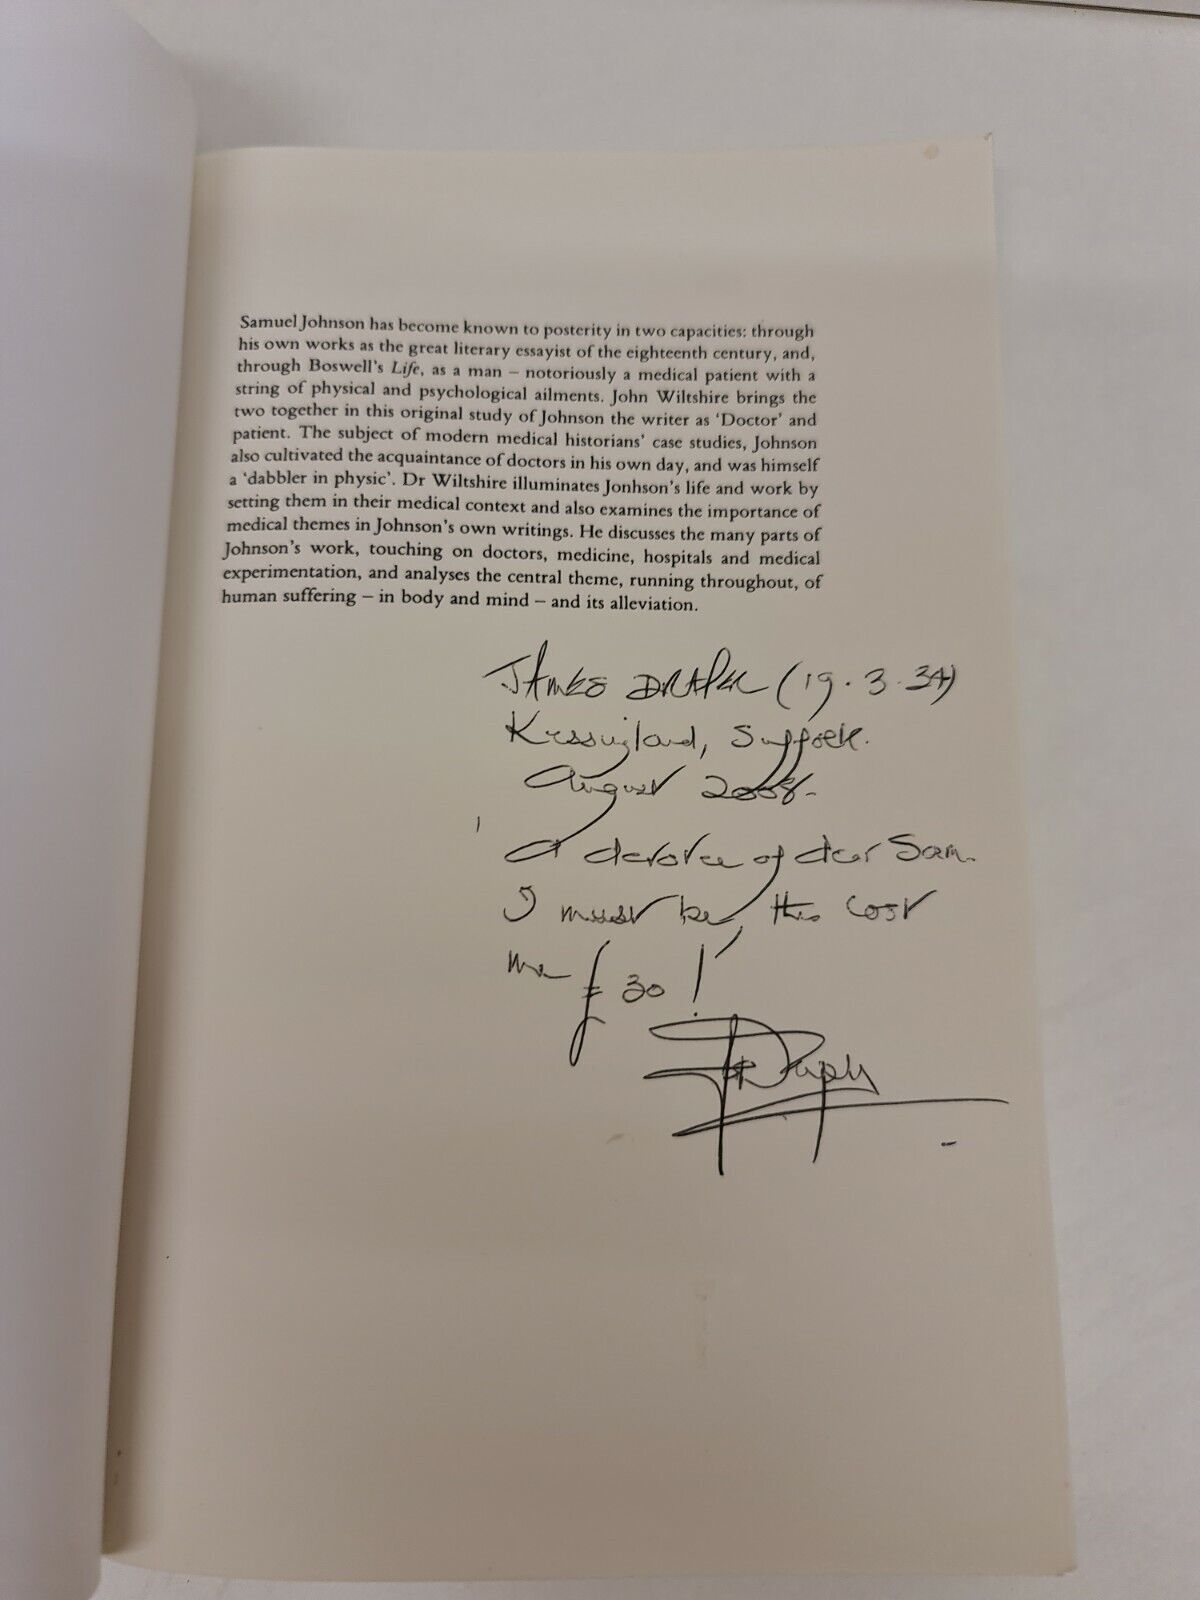 Samuel Johnson has become known to posterity in two capacities: through
his own works as the great literary essayist of the eighteenth century, and,
through Boswell's Life, as a man – notoriously a medical patient with a
string of physical and psychological ailments. John Wiltshire brings the
two together in this original study of Johnson the writer as 'Doctor' and
patient. The subject of modern medical historians' case studies, Johnson
also cultivated the acquaintance of doctors in his own day, and was himself
a 'dabbler in physic'. Dr Wiltshire illuminates Jonhson's life and work by
setting them in their medical context and also examines the importance of
medical themes in Johnson's own writings. He discusses the many parts of
Johnson's work, touching on doctors, medicine, hospitals and medical
experimentation, and analyses the central theme, running throughout, of
human suffering – in body and mind – and its alleviation.
JAMES DRAPER (19.3.34)
Kessingland, Suffolk.
August 2008.
A devotee of dear Sam.
I must be, this cost
me £30!
Draper